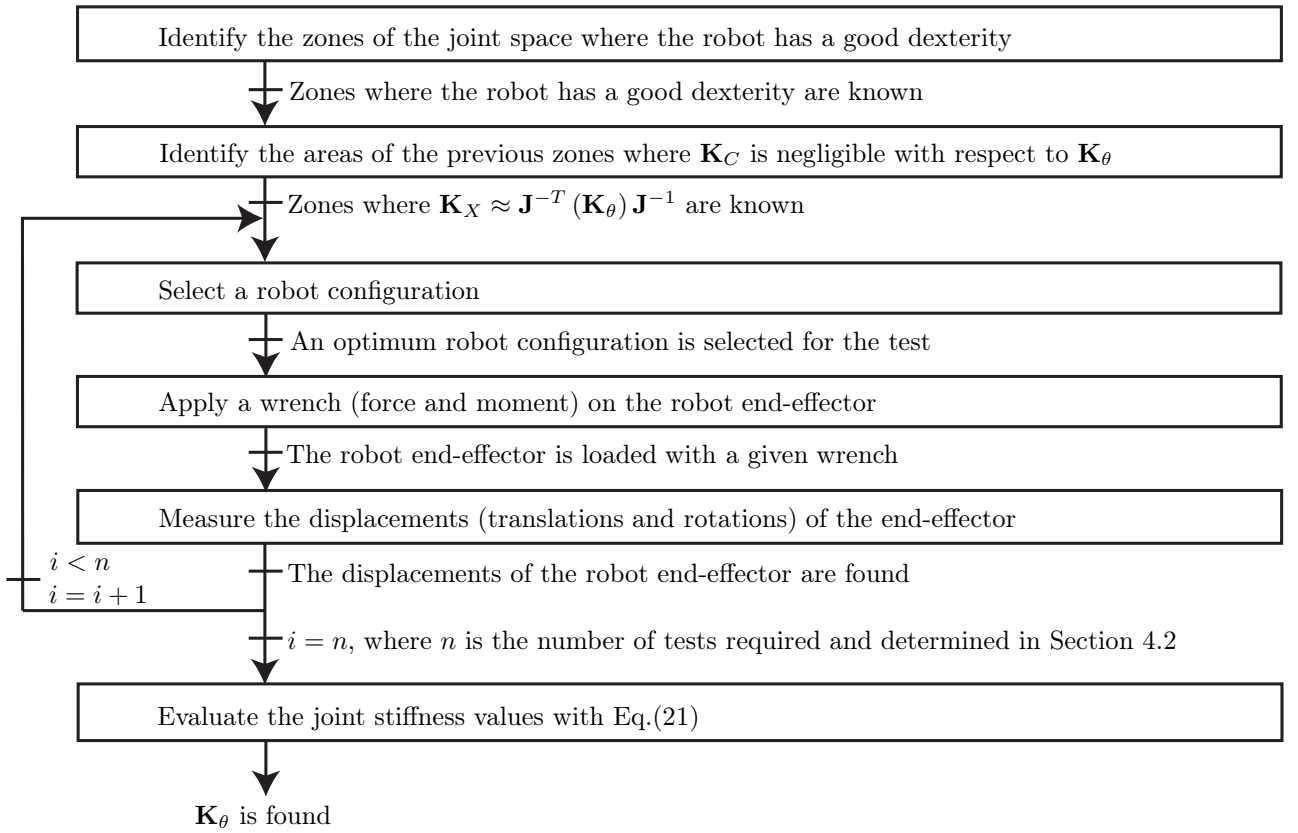 Identify the zones of the joint space where the robot has a good dexterity
Zones where the robot has a good dexterity are known
Identify the areas of the previous zones where K_C is negligible with respect to K_θ
Zones where K_X ≈ J^{−T} (K_θ) J^{−1} are known
Select a robot configuration
An optimum robot configuration is selected for the test
Apply a wrench (force and moment) on the robot end-effector
The robot end-effector is loaded with a given wrench
Measure the displacements (translations and rotations) of the end-effector
i < n
i = i + 1
The displacements of the robot end-effector are found
i = n, where n is the number of tests required and determined in Section 4.2
Evaluate the joint stiffness values with Eq.(21)
K_θ is found